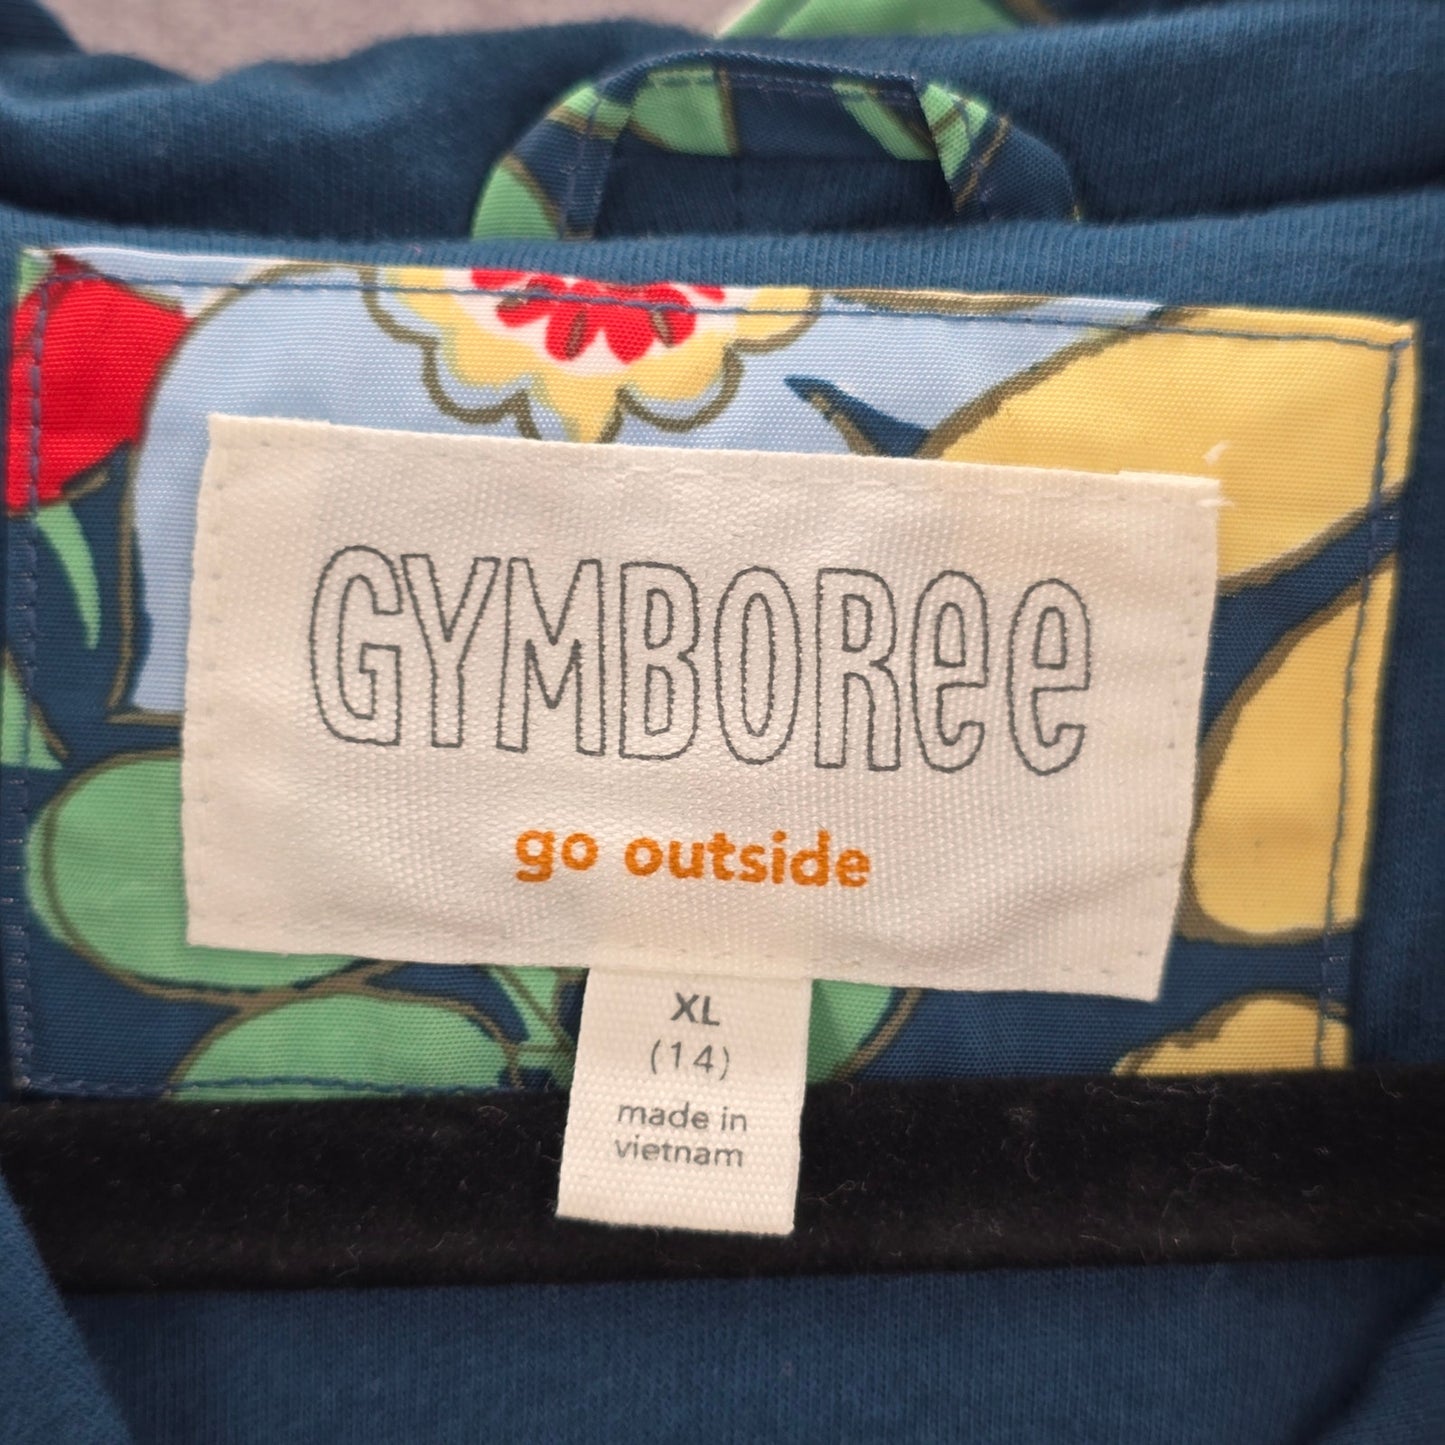 GYMBOREE
go outside
XL
(14)
made in
vietnam